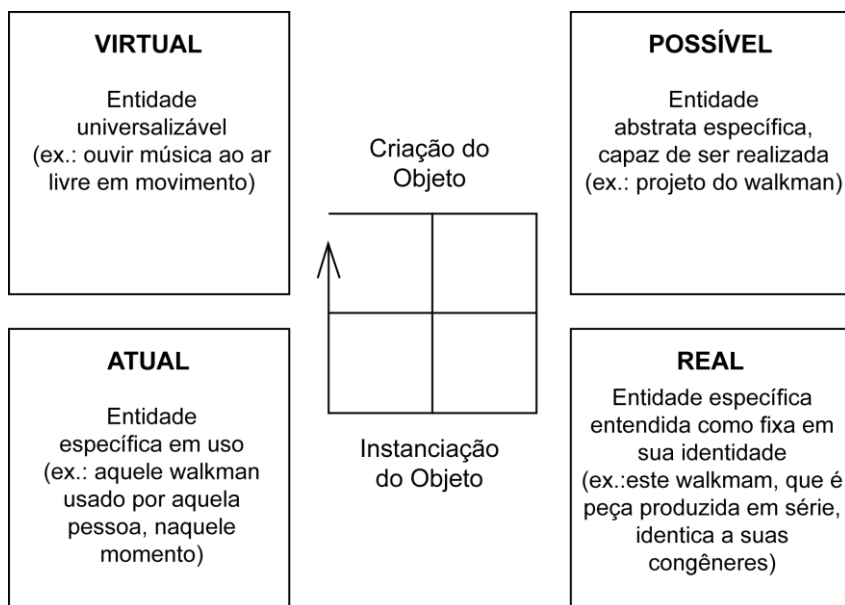 VIRTUAL
Entidade
universalizável
(ex.: ouvir música ao ar
livre em movimento)
Criação do
Objeto
POSSÍVEL
Entidade
abstrata específica,
capaz de ser realizada
(ex.: projeto do walkman)
ATUAL
Entidade
específica em uso
(ex.: aquele walkman
usado por aquela
pessoa, naquele
momento)
Instanciação
do Objeto
REAL
Entidade específica
entendida como fixa em
sua identidade
(ex.:este walkmam, que é
peça produzida em série,
identica a suas
congêneres)